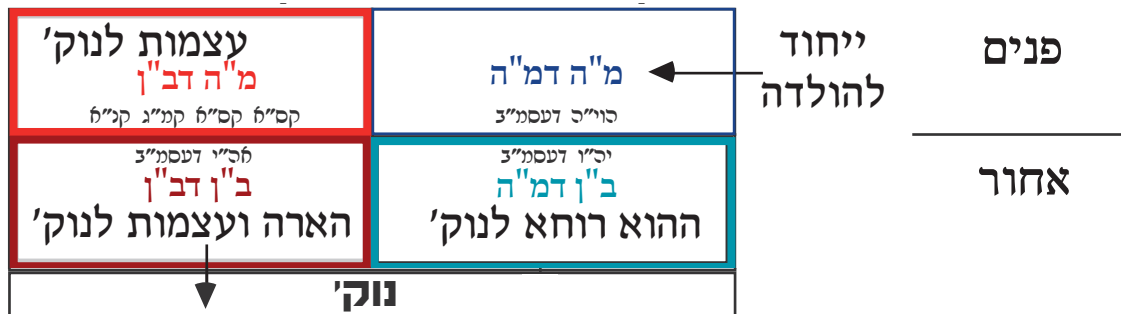 פנים
ייחוד
להולדה
מ"ה דמ"ה
הוי"ה דעסמ"ב
עצמות לנוק'
מ"ה דב"ן
קס"א קס"א קמ"ג קנ"א
אחור
יה"ו דעסמ"ב
ב"ן דמ"ה
ההוא רוחא לנוק'
אה"י דעסמ"ב
ב"ן דב"ן
הארה ועצמות לנוק'
נוק'